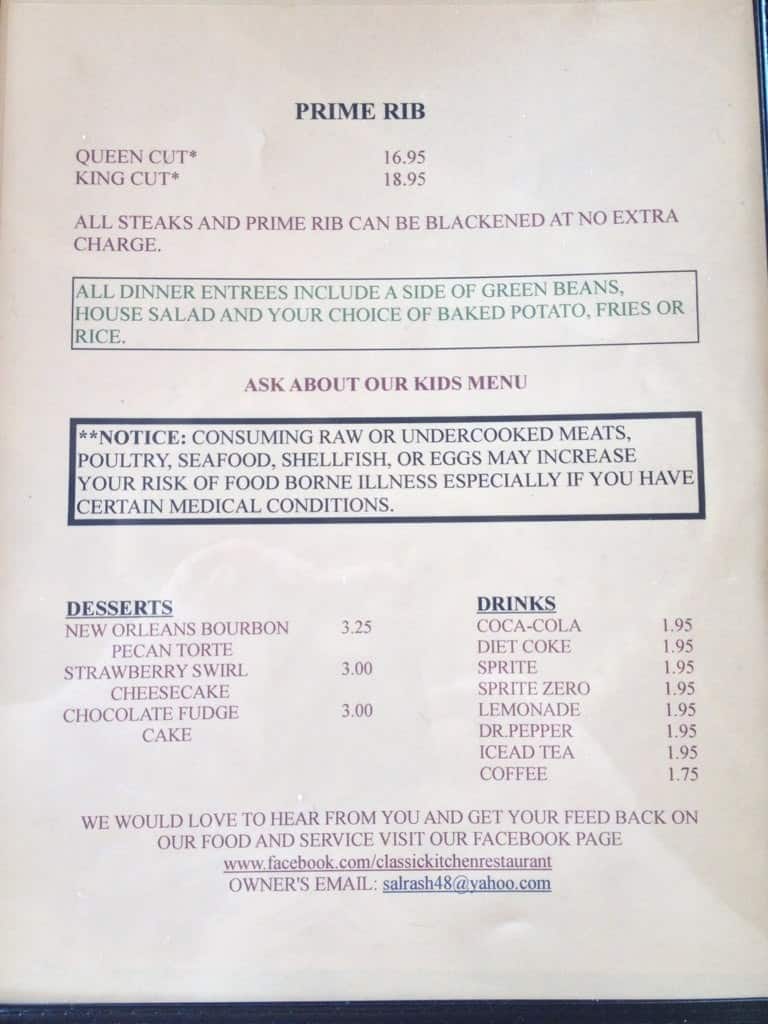 PRIME RIB
QUEEN CUT* 16.95
KING CUT* 18.95
ALL STEAKS AND PRIME RIB CAN BE BLACKENED AT NO EXTRA
CHARGE.
ALL DINNER ENTREES INCLUDE A SIDE OF GREEN BEANS,
HOUSE SALAD AND YOUR CHOICE OF BAKED POTATO, FRIES OR
RICE.
ASK ABOUT OUR KIDS MENU
**NOTICE: CONSUMING RAW OR UNDERCOOKED MEATS,
POULTRY, SEAFOOD, SHELLFISH, OR EGGS MAY INCREASE
YOUR RISK OF FOOD BORNE ILLNESS ESPECIALLY IF YOU HAVE
CERTAIN MEDICAL CONDITIONS.
DESSERTS
NEW ORLEANS BOURBON 3.25
PECAN TORTE
STRAWBERRY SWIRL 3.00
CHEESECAKE
CHOCOLATE FUDGE 3.00
CAKE
DRINKS
COCA-COLA 1.95
DIET COKE 1.95
SPRITE 1.95
SPRITE ZERO 1.95
LEMONADE 1.95
DR.PEPPER 1.95
ICEAD TEA 1.95
COFFEE 1.75
WE WOULD LOVE TO HEAR FROM YOU AND GET YOUR FEED BACK ON
OUR FOOD AND SERVICE VISIT OUR FACEBOOK PAGE
www.facebook.com/classickitchenrestaurant
OWNER'S EMAIL: salrash48@yahoo.com